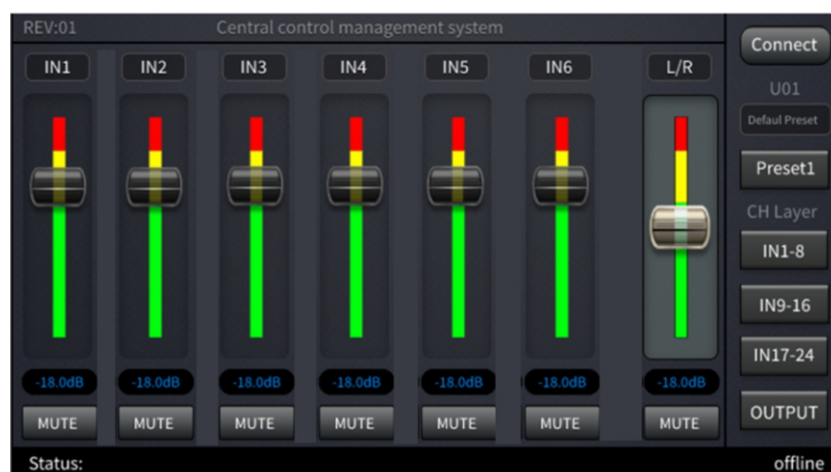 REV:01 Central control management system
IN1 IN2 IN3 IN4 IN5 IN6 L/R
-18.0dB -18.0dB -18.0dB -18.0dB -18.0dB -18.0dB -18.0dB
MUTE MUTE MUTE MUTE MUTE MUTE MUTE
Connect
U01
Defaul Preset
Preset1
CH Layer
IN1-8
IN9-16
IN17-24
OUTPUT
Status: offline